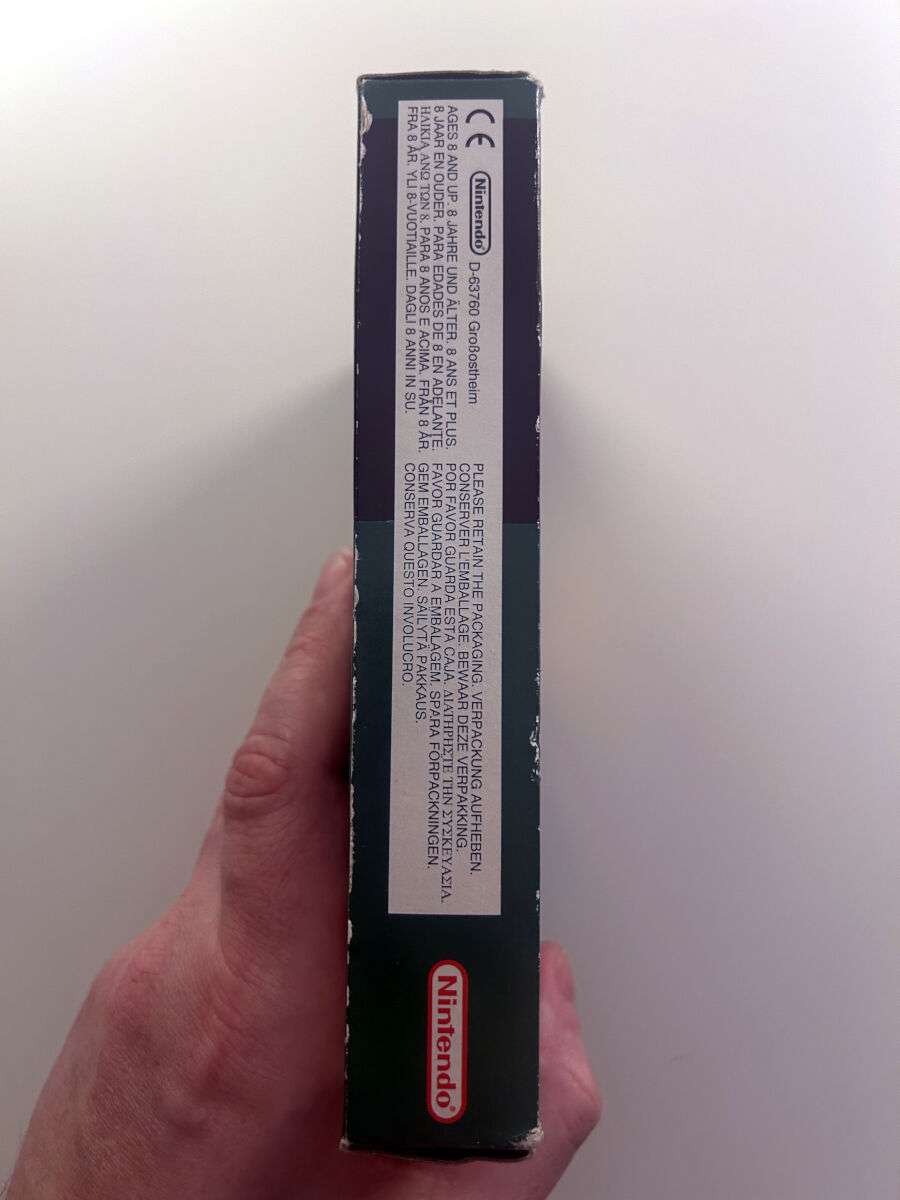 CE Nintendo® D-63760 Großostheim
AGES 8 AND UP. 8 JAHRE UND ÄLTER. 8 ANS ET PLUS.
8 JAAR EN OUDER. PARA EDADES DE 8 EN ADELANTE.
ΗΛΙΚΙΑ ΑΝΩ ΤΩΝ 8. PARA 8 ANOS E ACIMA. FRÅN 8 ÅR.
FRA 8 ÅR. YLI 8-VUOTIAILLE. DAGLI 8 ANNI IN SU.
PLEASE RETAIN THE PACKAGING. VERPACKUNG AUFHEBEN.
CONSERVER L'EMBALLAGE. BEWAAR DEZE VERPAKKING.
POR FAVOR GUARDA ESTA CAJA. ΔΙΑΤΗΡΗΣΤΕ ΤΗΝ ΣΥΣΚΕΥΑΣΙΑ.
FAVOR GUARDAR A EMBALAGEM. SPARA FÖRPACKNINGEN.
GEM EMBALLAGEN. SÄILYTÄ PAKKAUS.
CONSERVA QUESTO INVOLUCRO.
Nintendo®